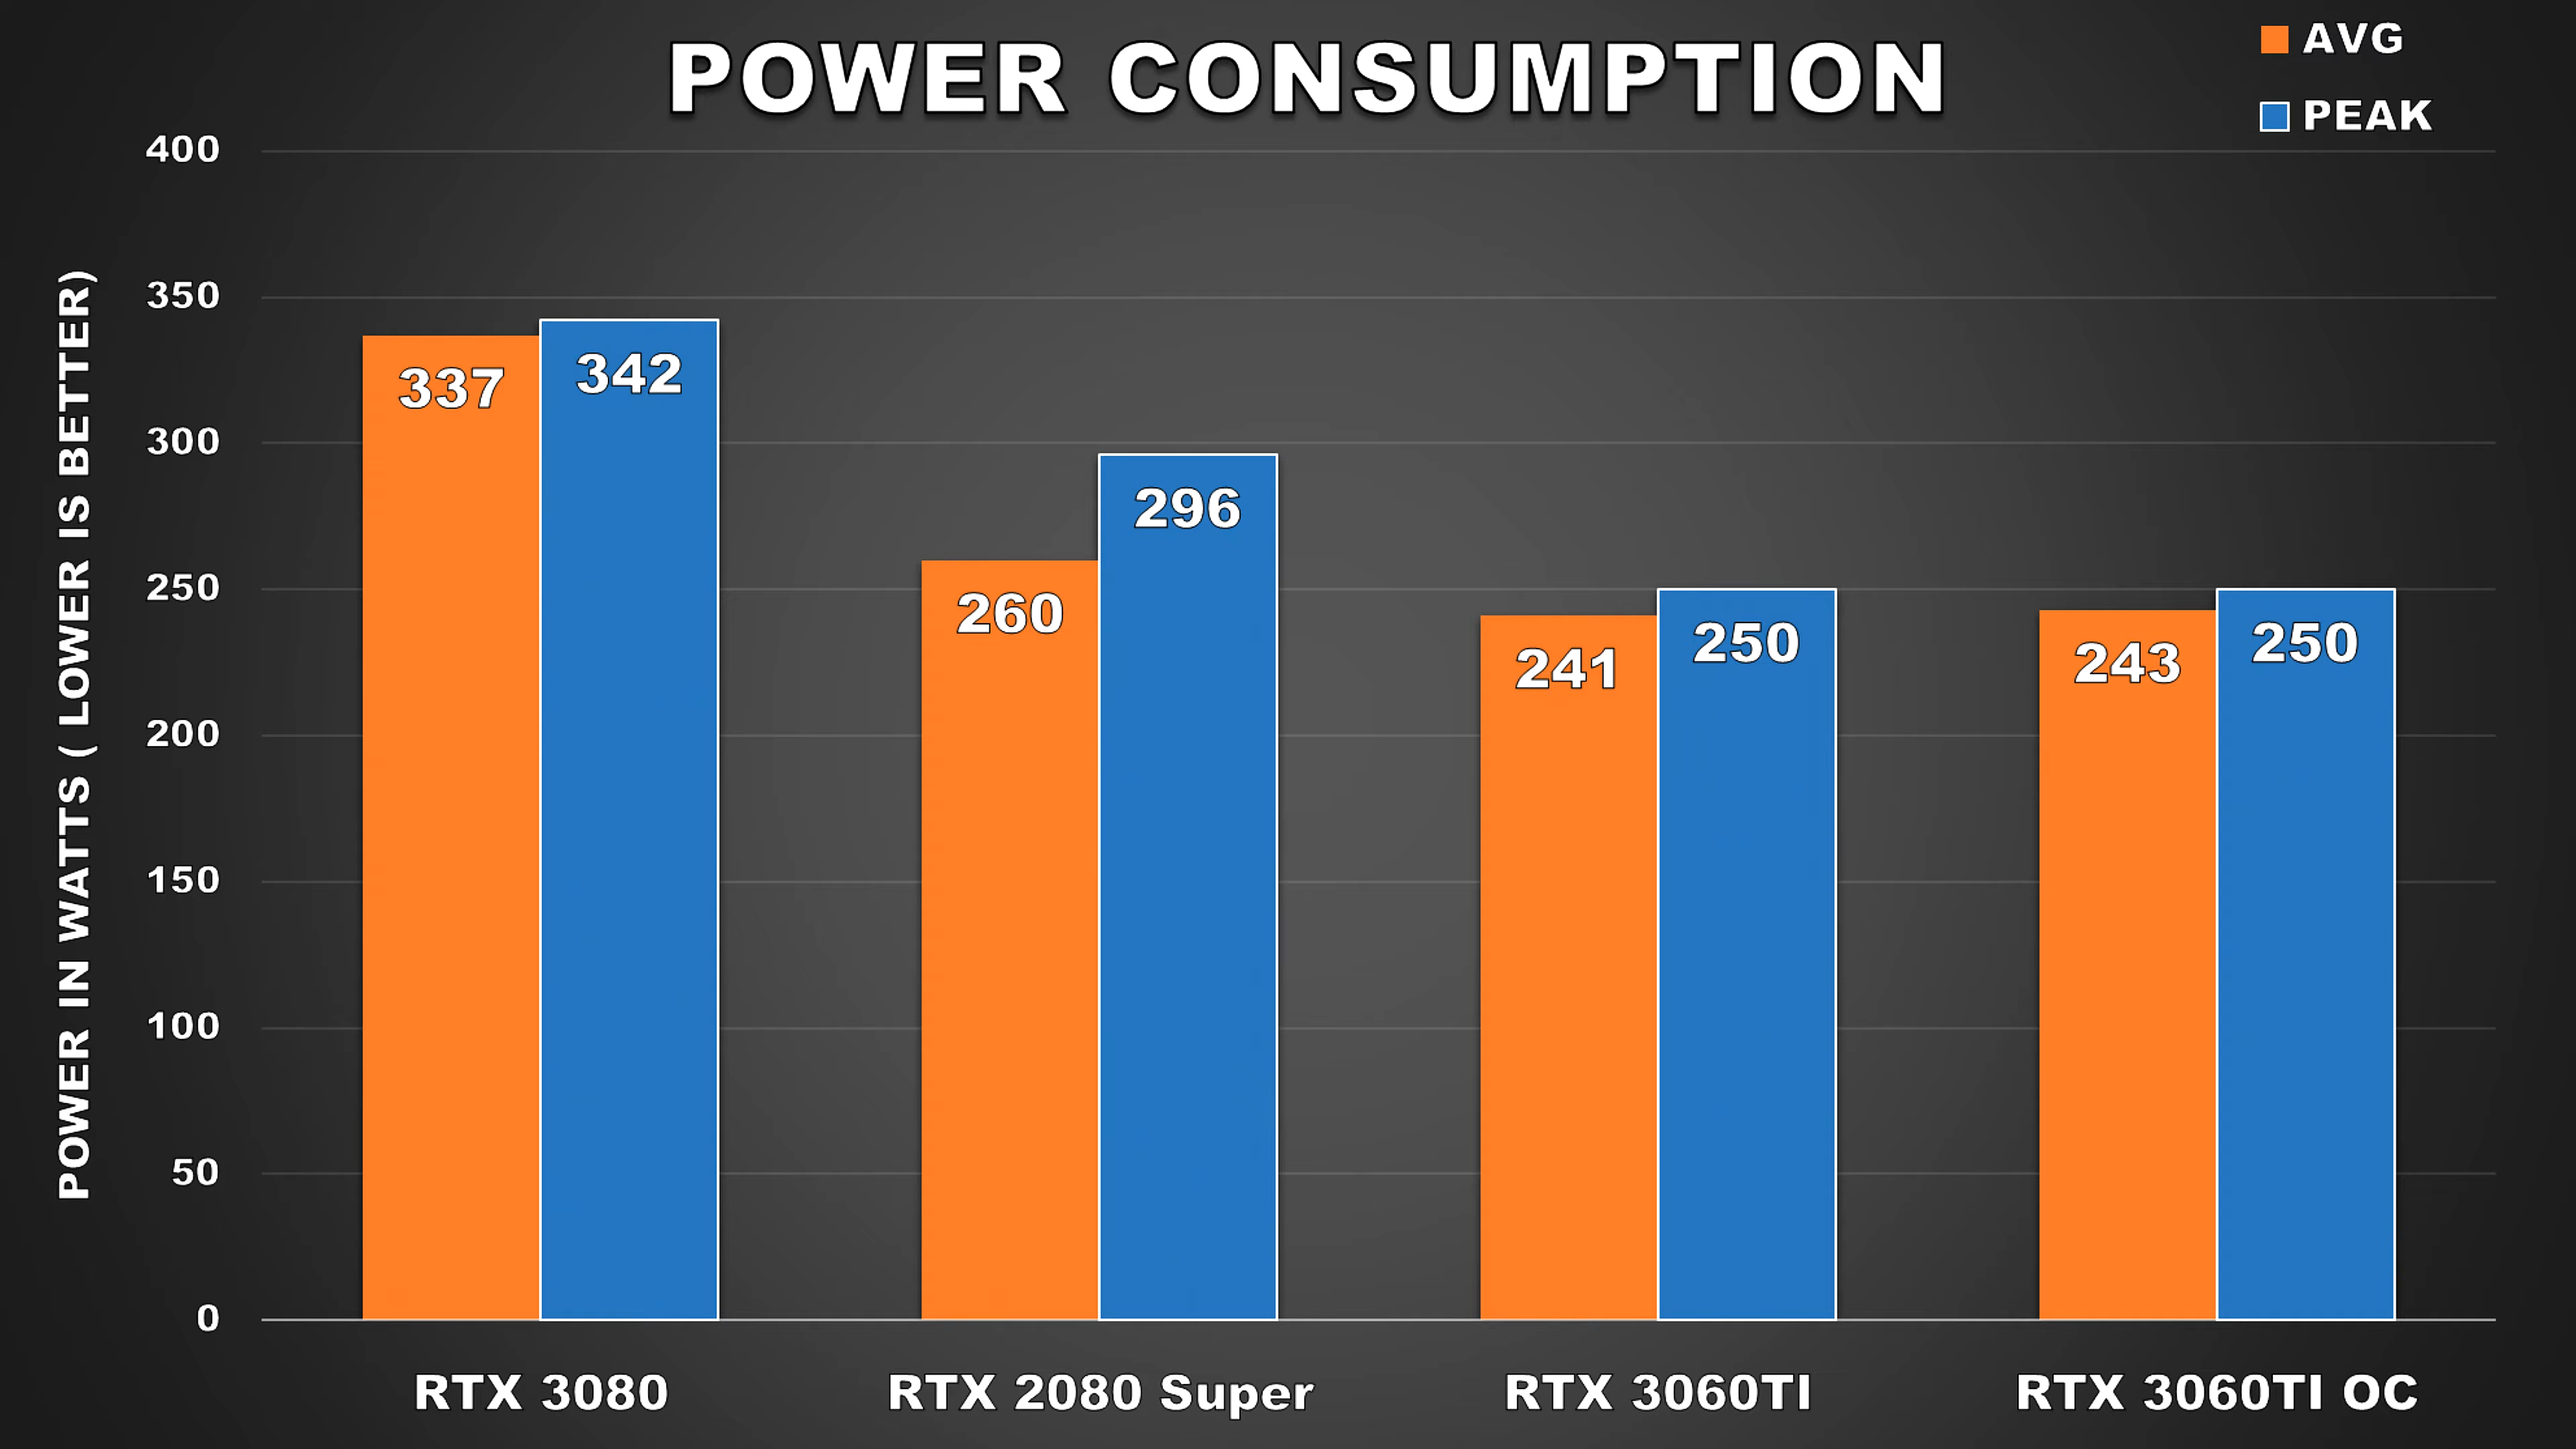 POWER CONSUMPTION
AVG
PEAK
POWER IN WATTS ( LOWER IS BETTER)
400
350
300
250
200
150
100
50
0
337
342
260
296
241
250
243
250
RTX 3080
RTX 2080 Super
RTX 3060TI
RTX 3060TI OC